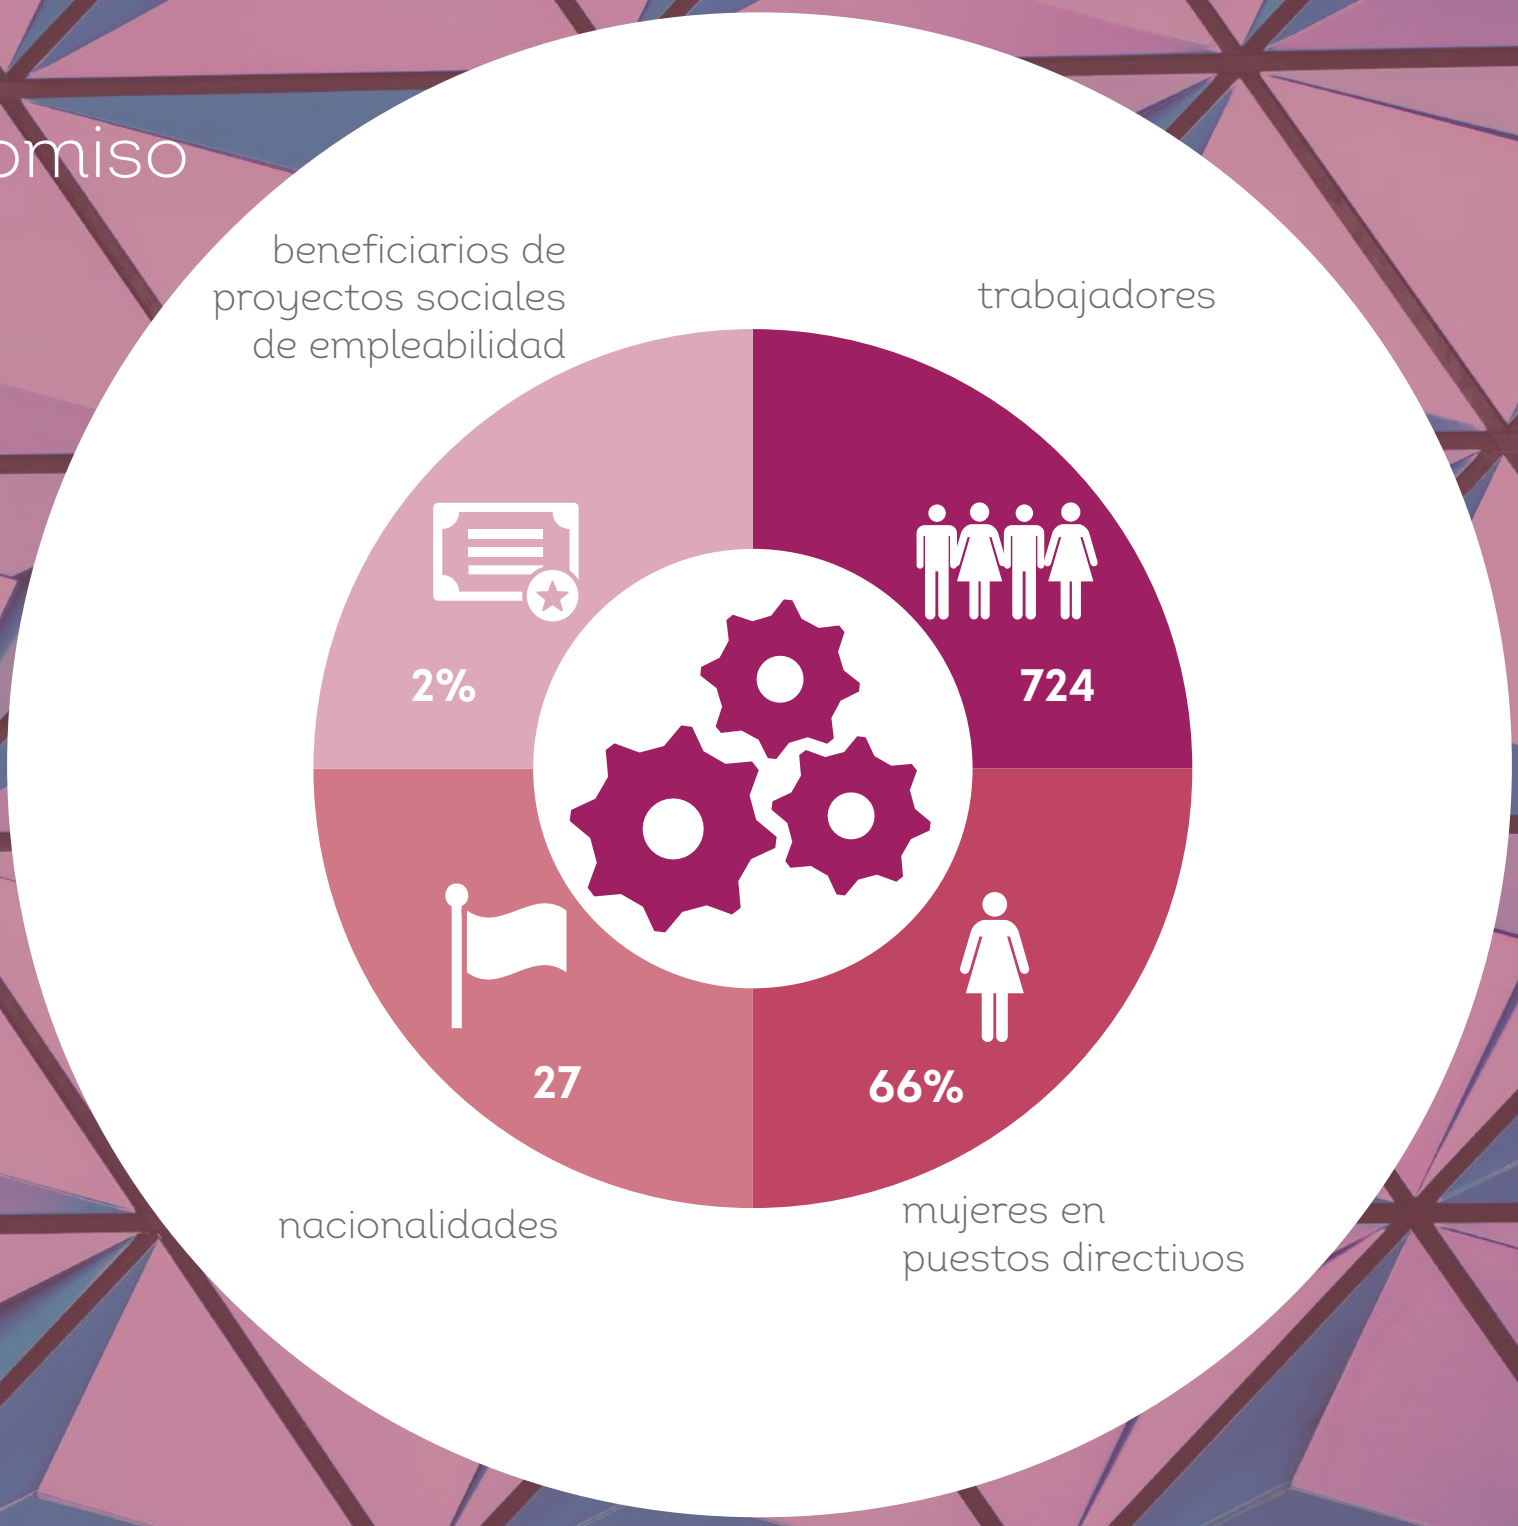 omiso
beneficiarios de
proyectos sociales
de empleabilidad
trabajadores
2%
724
27
66%
nacionalidades
mujeres en
puestos directivos